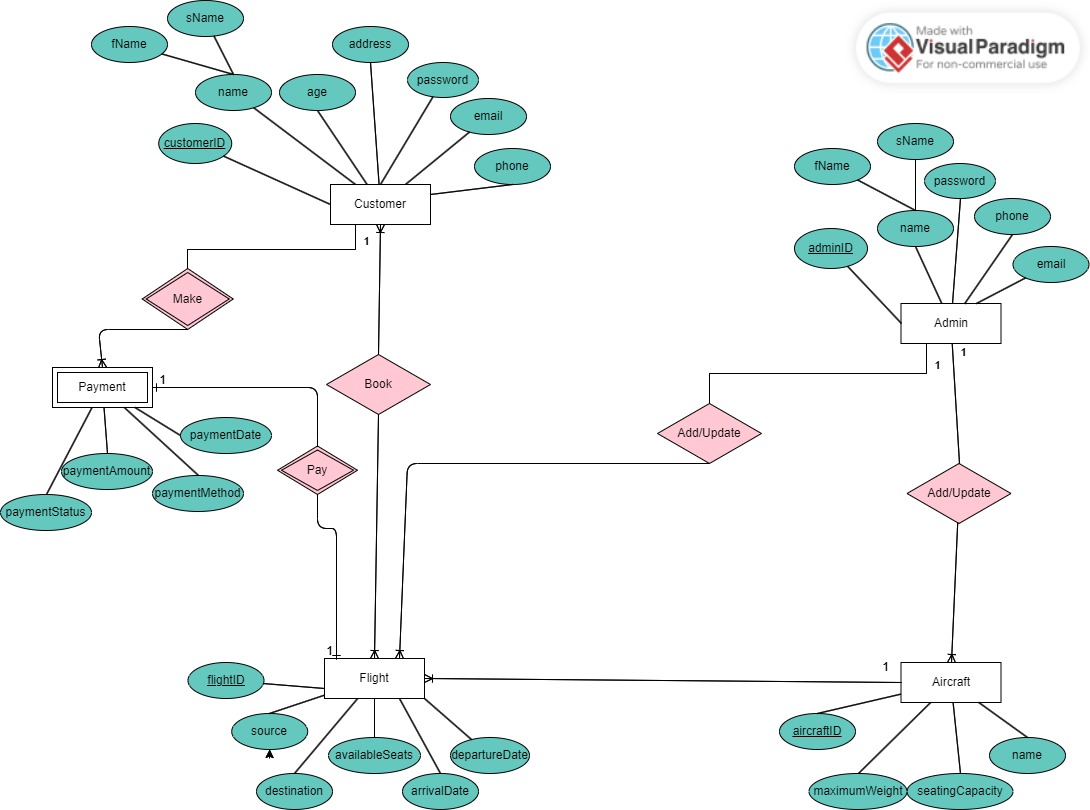 sName
fName
address
name
age
password
email
customerID
phone
Customer
1
Make
Payment
1
Book
paymentDate
paymentAmount
Pay
paymentMethod
paymentStatus
Made with
Visual Paradigm
For non-commercial use
sName
fName
password
phone
name
adminID
email
Admin
1
1
Add/Update
Add/Update
1
1
Flight
Aircraft
flightID
source
availableSeats
departureDate
destination
arrivalDate
aircraftID
name
maximumWeight
seatingCapacity